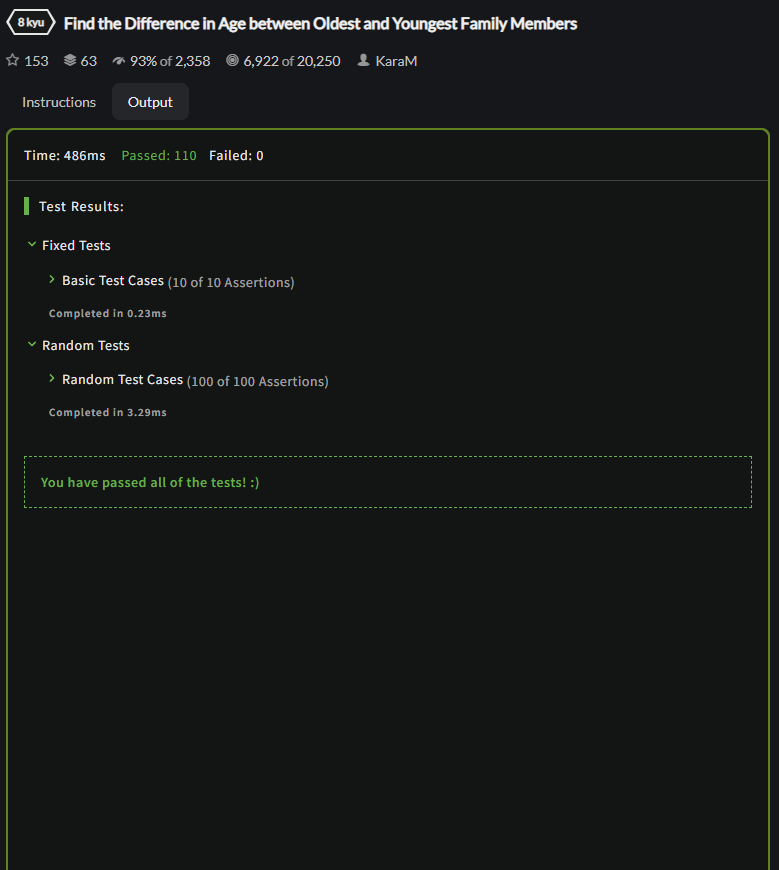 8 kyu Find the Difference in Age between Oldest and Youngest Family Members
153 63 93% of 2,358 6,922 of 20,250 KaraM
Instructions Output
Time: 486ms Passed: 110 Failed: 0
Test Results:
Fixed Tests
Basic Test Cases (10 of 10 Assertions)
Completed in 0.23ms
Random Tests
Random Test Cases (100 of 100 Assertions)
Completed in 3.29ms
You have passed all of the tests! :)